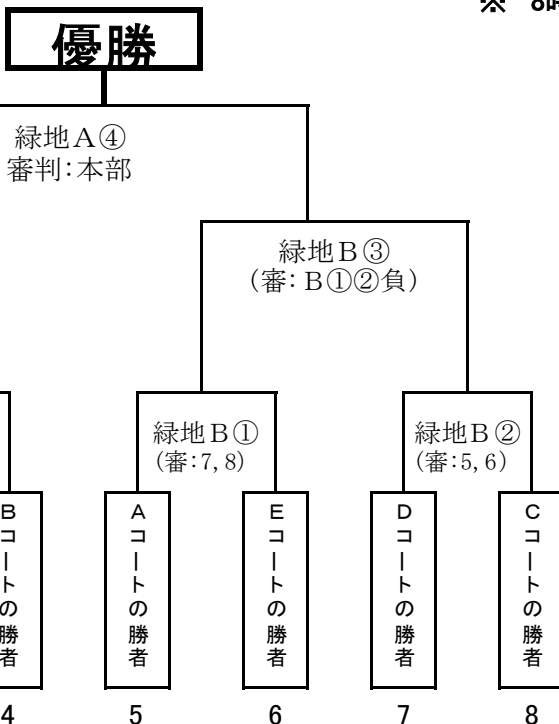 ※
優勝
緑地A④
審判:本部
緑地B③
(審:B①②負)
緑地B①
(審:7,8)
緑地B②
(審:5,6)
Bコートの勝者
Aコートの勝者
Eコートの勝者
Dコートの勝者
Cコートの勝者
4
5
6
7
8